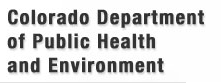 Colorado Department
of Public Health
and Environment